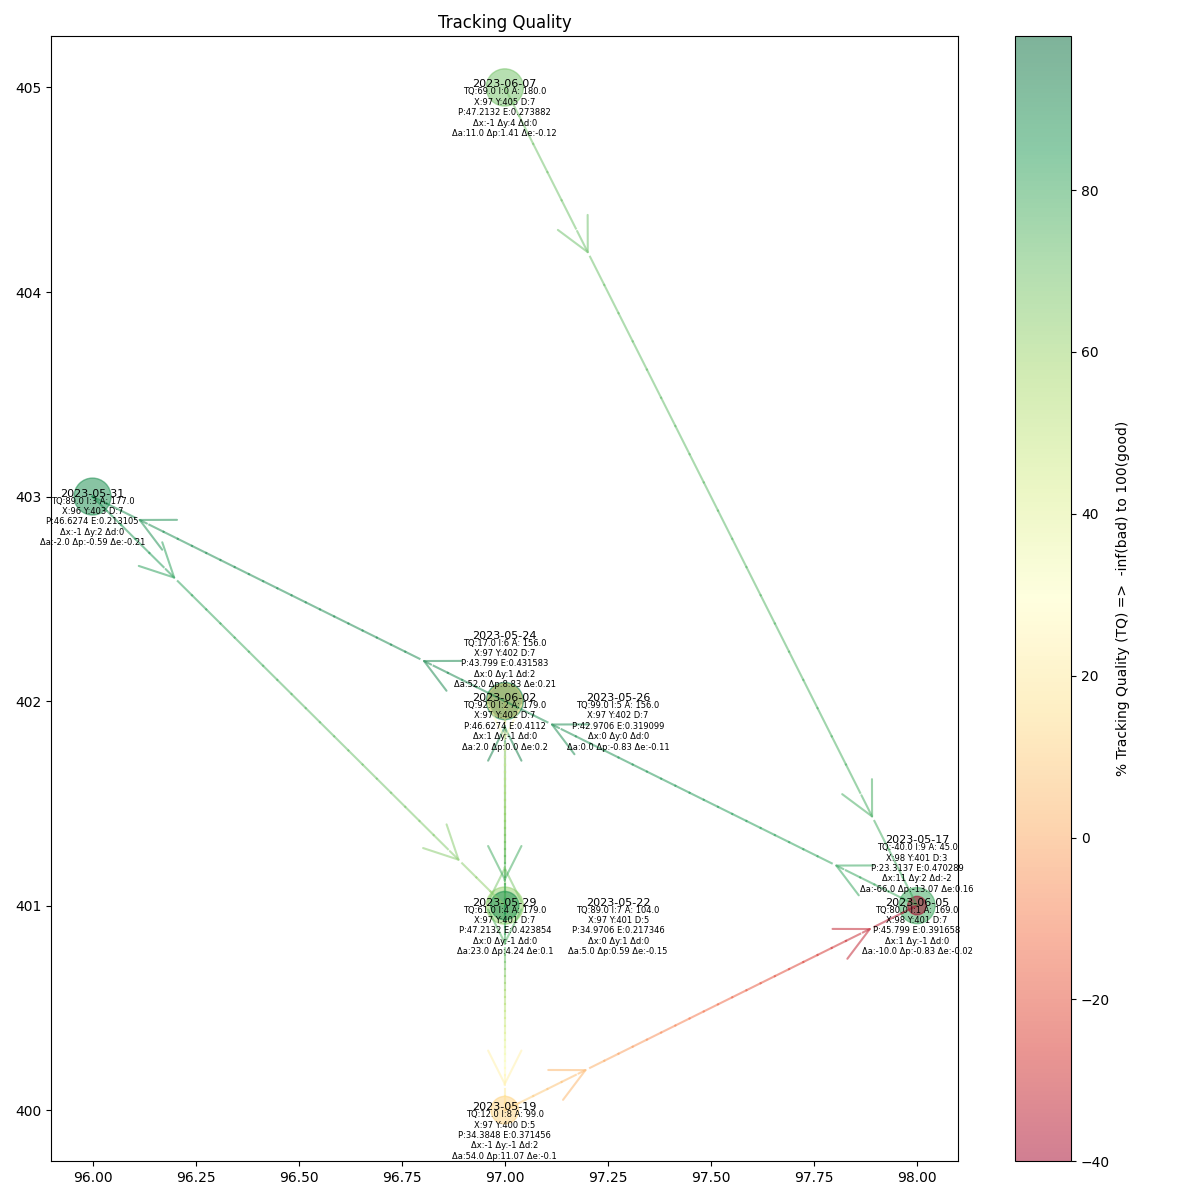 Tracking Quality
405
404
403
402
401
400
96.00
96.25
96.50
96.75
97.00
97.25
97.50
97.75
98.00
2023-06-07
TQ:69.0 I:0 A: 180.0
X:97 Y:405 D:7
P:47.2132 E:0.273882
Δx:-1 Δy:4 Δd:0
Δa:11.0 Δp:1.41 Δe:-0.12
2023-05-31
TQ:89.0 I:3 A: 177.0
X:96 Y:403 D:7
P:46.6274 E:0.213105
Δx:-1 Δy:2 Δd:0
Δa:-2.0 Δp:-0.59 Δe:-0.21
2023-05-24
TQ:17.0 I:6 A: 156.0
X:97 Y:402 D:7
P:43.799 E:0.431583
Δx:0 Δy:1 Δd:2
Δa:52.0 Δp:8.83 Δe:0.21
2023-06-02
TQ:92.0 I:2 A: 179.0
X:97 Y:402 D:7
P:46.6274 E:0.4112
Δx:1 Δy:-1 Δd:0
Δa:2.0 Δp:0.0 Δe:0.2
2023-05-26
TQ:99.0 I:5 A: 156.0
X:97 Y:402 D:7
P:42.9706 E:0.319099
Δx:0 Δy:0 Δd:0
Δa:0.0 Δp:-0.83 Δe:-0.11
2023-05-17
TQ:-40.0 I:9 A: 45.0
X:98 Y:401 D:3
P:23.3137 E:0.470289
Δx:11 Δy:2 Δd:-2
Δa:-66.0 Δp:-13.07 Δe:0.16
2023-06-05
TQ:80.0 I:1 A: 169.0
X:98 Y:401 D:7
P:45.799 E:0.391658
Δx:1 Δy:-1 Δd:0
Δa:-10.0 Δp:-0.83 Δe:-0.02
2023-05-29
TQ:61.0 I:4 A: 179.0
X:97 Y:401 D:7
P:47.2132 E:0.423854
Δx:0 Δy:-1 Δd:0
Δa:23.0 Δp:4.24 Δe:0.1
2023-05-22
TQ:89.0 I:7 A: 104.0
X:97 Y:401 D:5
P:34.9706 E:0.217346
Δx:0 Δy:1 Δd:0
Δa:5.0 Δp:0.59 Δe:-0.15
2023-05-19
TQ:12.0 I:8 A: 99.0
X:97 Y:400 D:5
P:34.3848 E:0.371456
Δx:-1 Δy:-1 Δd:2
Δa:54.0 Δp:11.07 Δe:-0.1
80
60
40
20
0
−20
−40
% Tracking Quality (TQ) => -inf(bad) to 100(good)